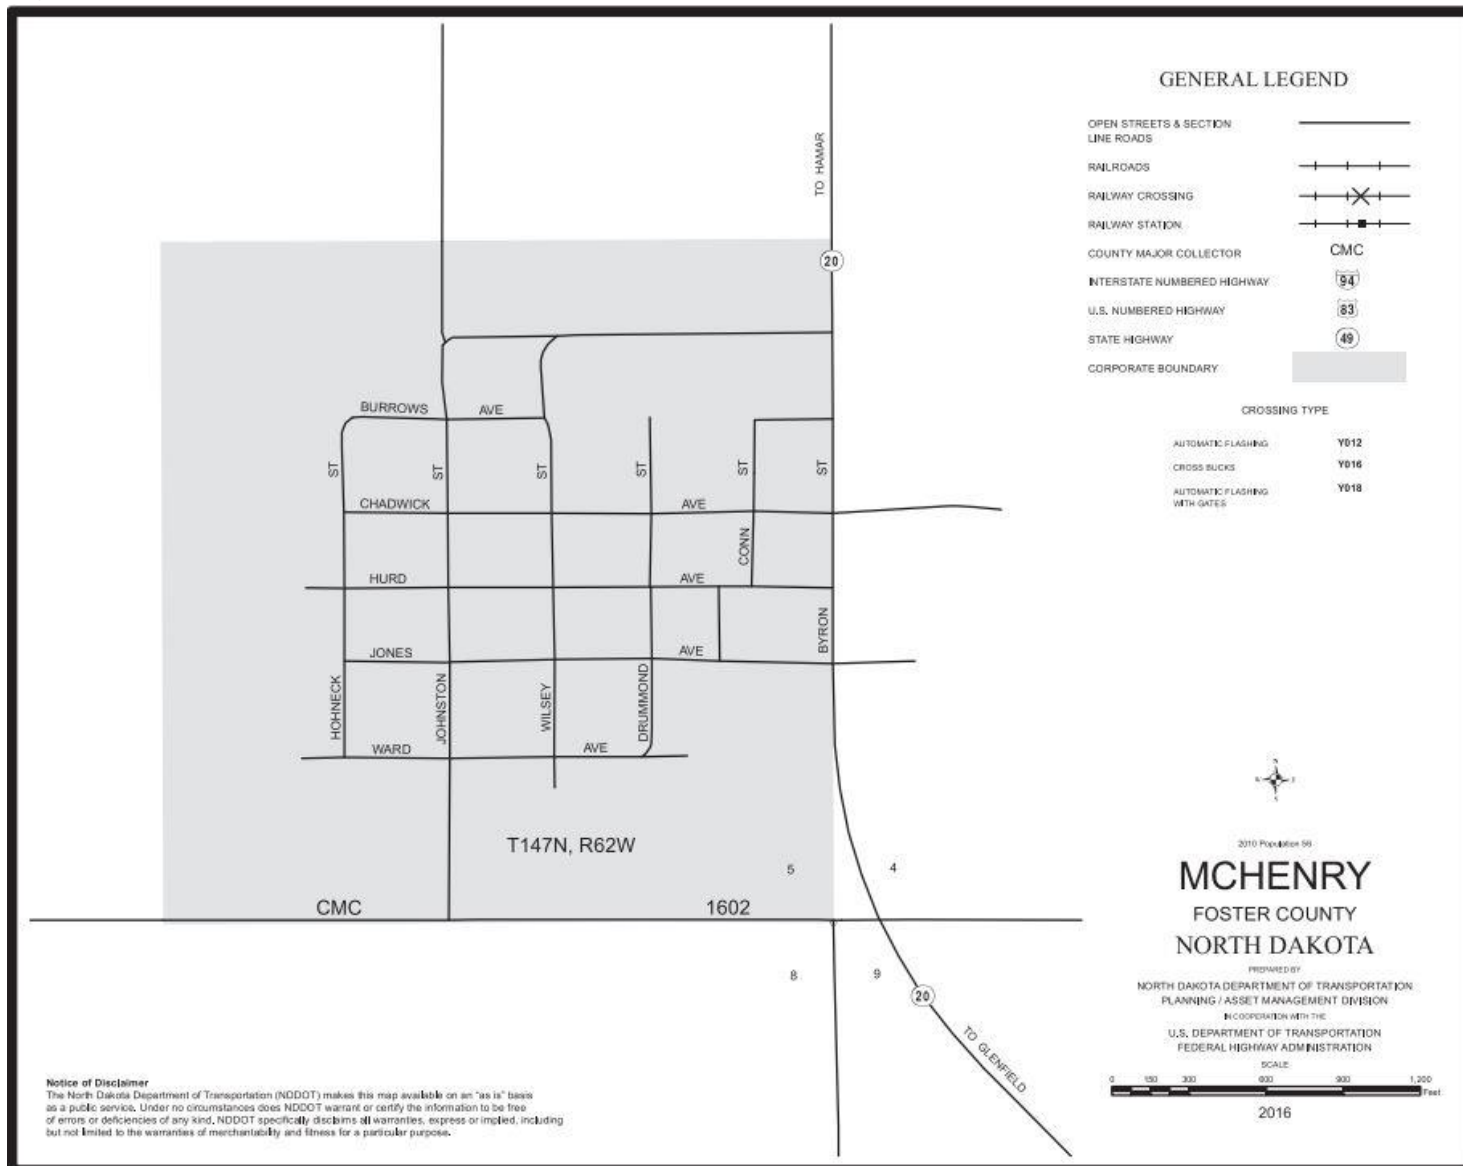 GENERAL LEGEND
OPEN STREETS & SECTION
LINE ROADS
RAILROADS
RAILWAY CROSSING
RAILWAY STATION
COUNTY MAJOR COLLECTOR CMC
INTERSTATE NUMBERED HIGHWAY 94
U.S. NUMBERED HIGHWAY 83
STATE HIGHWAY 49
CORPORATE BOUNDARY
CROSSING TYPE
AUTOMATIC FLASHING Y012
CROSS BUCKS Y016
AUTOMATIC FLASHING Y018
WITH GATES
TO HAMAR
20
BURROWS AVE
ST ST ST ST ST ST
CHADWICK AVE
CONN
HURD AVE
BYRON
JONES AVE
HOHNECK
JOHNSTON
WILSEY
DRUMMOND
WARD AVE
T147N, R62W
5 4
CMC 1602
8 9
20
TO GLENFIELD
N
W E
S
2010 Population 56
MCHENRY
FOSTER COUNTY
NORTH DAKOTA
PREPARED BY
NORTH DAKOTA DEPARTMENT OF TRANSPORTATION
PLANNING / ASSET MANAGEMENT DIVISION
IN COOPERATION WITH THE
U.S. DEPARTMENT OF TRANSPORTATION
FEDERAL HIGHWAY ADMINISTRATION
SCALE
0 150 300 600 900 1,200
Feet
2016
Notice of Disclaimer
The North Dakota Department of Transportation (NDDOT) makes this map available on an "as is" basis
as a public service. Under no circumstances does NDDOT warrant or certify the information to be free
of errors or deficiencies of any kind. NDDOT specifically disclaims all warranties, express or implied, including
but not limited to the warranties of merchantability and fitness for a particular purpose.